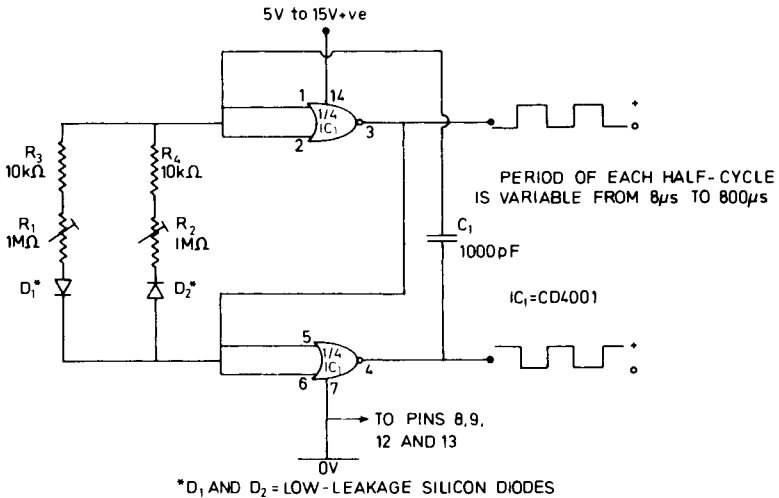 5V to 15V+ve
1
14
1/4
IC₁
2
3
+
o
R₃
10kΩ
R₄
10kΩ
PERIOD OF EACH HALF-CYCLE
IS VARIABLE FROM 8µs TO 800µs
R₁
1MΩ
R₂
1MΩ
C₁
1000pF
D₁*
D₂*
IC₁=CD4001
5
1/4
IC₁
6
7
4
+
o
TO PINS 8,9,
12 AND 13
0V
*D₁ AND D₂ = LOW-LEAKAGE SILICON DIODES